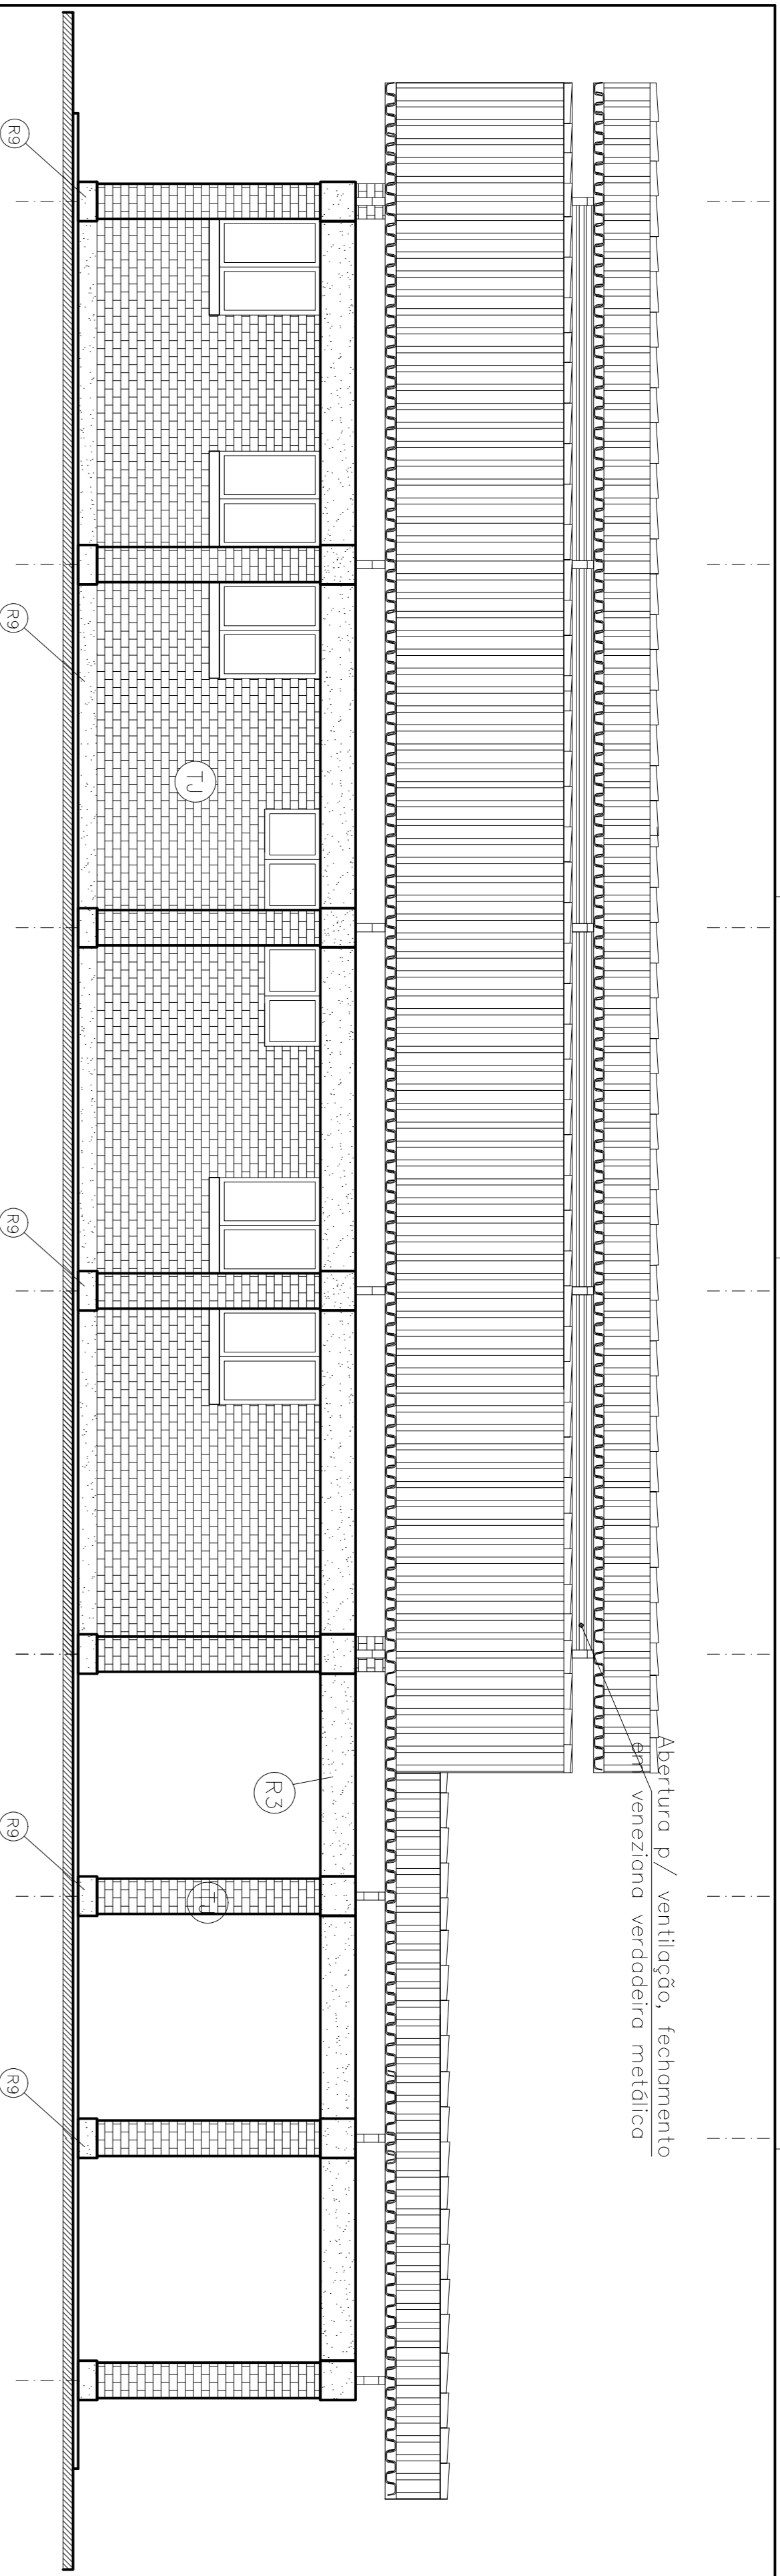 Abertura p/ ventilação, fechamento
em veneziana verdadeira metálica
R3
TJ
TJ
R9
R9
R9
R9
R9